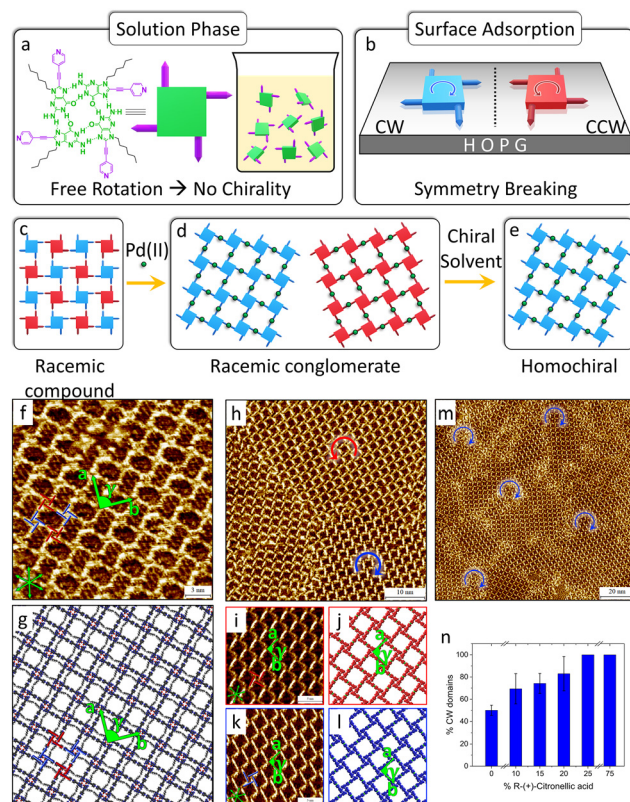 Solution Phase
Surface Adsorption
a
N
N
N
N
Free Rotation → No Chirality
b
CW
CCW
HOPG
Symmetry Breaking
c
Pd(II)
d
Chiral
Solvent
e
Racemic
compound
Racemic conglomerate
Homochiral
f
a
γ
b
3 nm
h
10 nm
m
20 nm
g
a
γ
b
i
a
γ
b
j
a
γ
b
k
a
γ
b
l
a
γ
b
n
% CW domains
100
80
60
40
20
0
0 10 15 20 25 75
% R-(+)-Citronellic acid